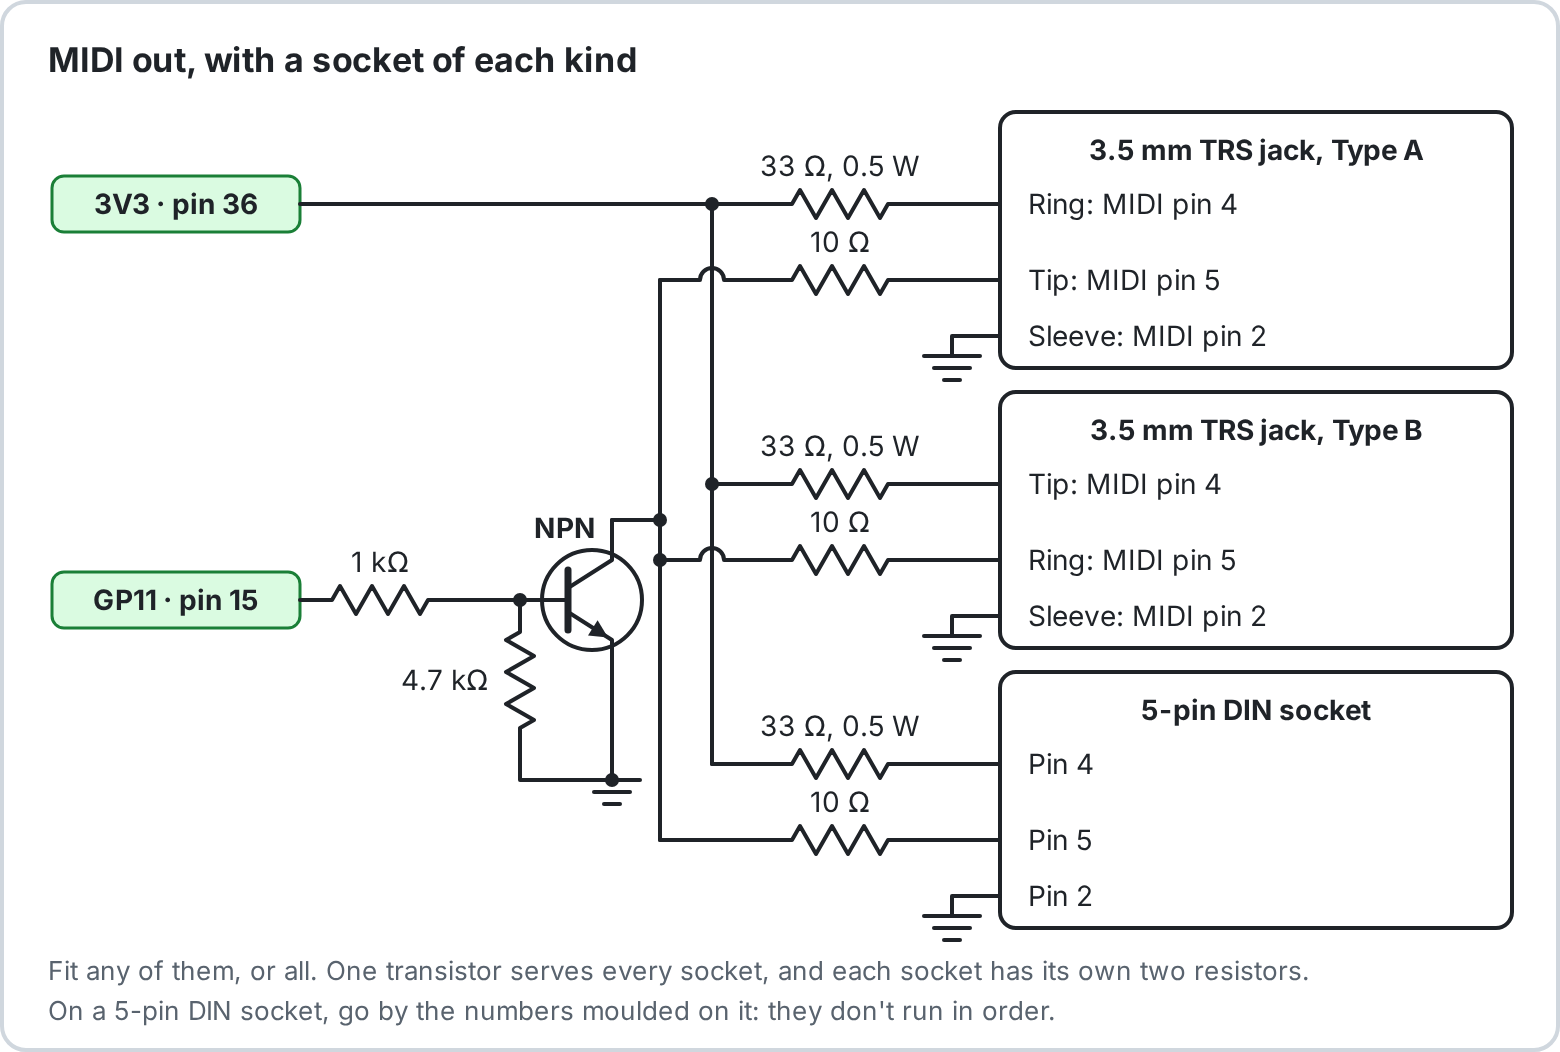 MIDI out, with a socket of each kind
3V3 · pin 36
33 Ω, 0.5 W
10 Ω
3.5 mm TRS jack, Type A
Ring: MIDI pin 4
Tip: MIDI pin 5
Sleeve: MIDI pin 2
33 Ω, 0.5 W
10 Ω
3.5 mm TRS jack, Type B
Tip: MIDI pin 4
Ring: MIDI pin 5
Sleeve: MIDI pin 2
NPN
1 kΩ
GP11 · pin 15
4.7 kΩ
33 Ω, 0.5 W
10 Ω
5-pin DIN socket
Pin 4
Pin 5
Pin 2
Fit any of them, or all. One transistor serves every socket, and each socket has its own two resistors.
On a 5-pin DIN socket, go by the numbers moulded on it: they don't run in order.